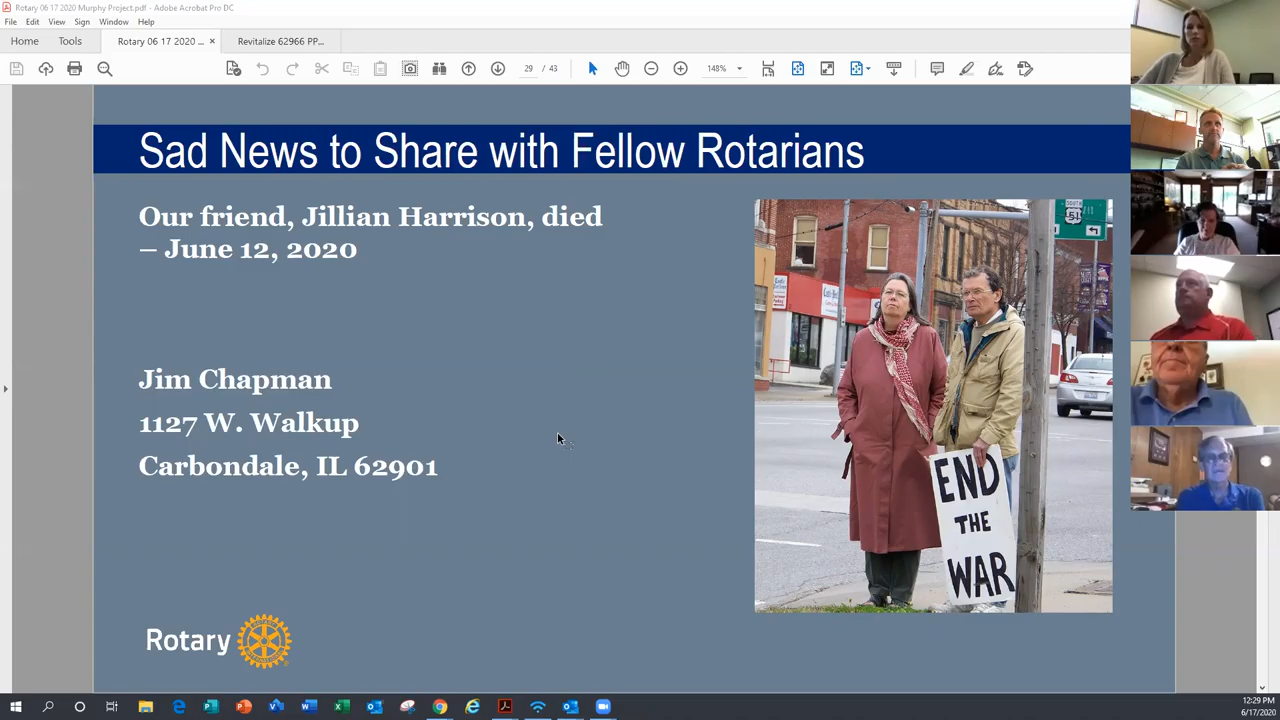 Rotary 06 17 2020 Murphy Project.pdf - Adobe Acrobat Pro DC
File Edit View Sign Window Help
Home Tools Rotary 06 17 2020 ... × Revitalize 62966 PP...
29 / 43 148%
Sad News to Share with Fellow Rotarians
Our friend, Jillian Harrison, died
– June 12, 2020
Jim Chapman
1127 W. Walkup
Carbondale, IL 62901
SOUTH
51
END
THE
WAR
Rotary
12:29 PM
6/17/2020